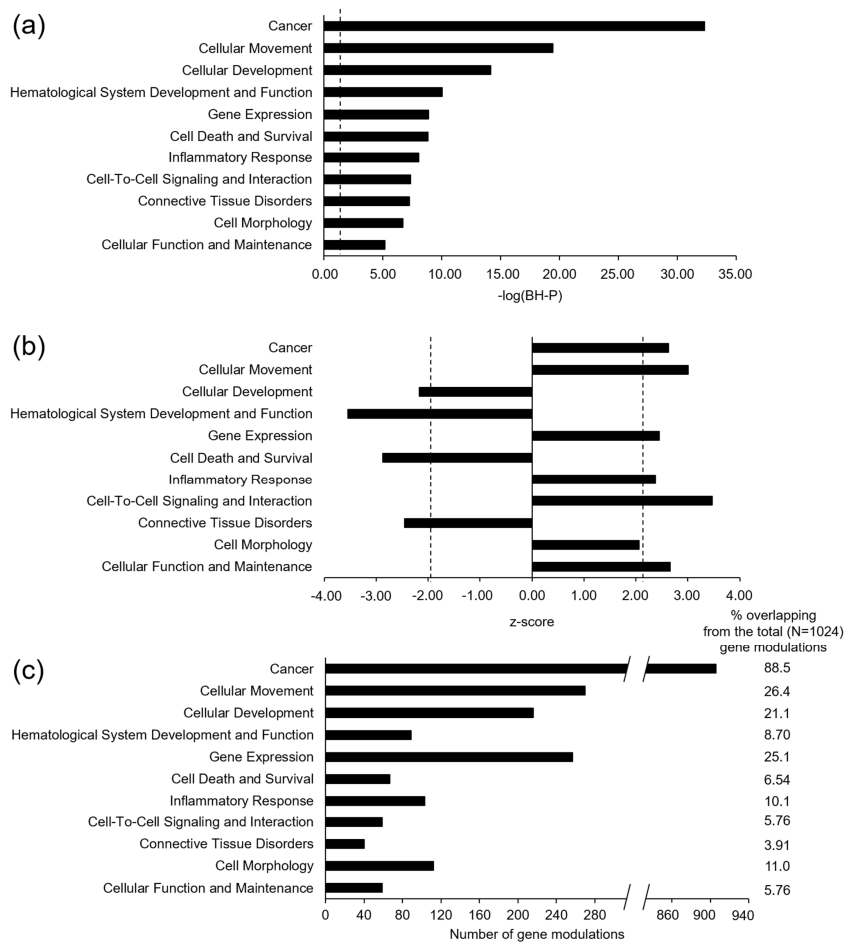 (a)
Cancer
Cellular Movement
Cellular Development
Hematological System Development and Function
Gene Expression
Cell Death and Survival
Inflammatory Response
Cell-To-Cell Signaling and Interaction
Connective Tissue Disorders
Cell Morphology
Cellular Function and Maintenance
0.00 5.00 10.00 15.00 20.00 25.00 30.00 35.00
-log(BH-P)
(b)
Cancer
Cellular Movement
Cellular Development
Hematological System Development and Function
Gene Expression
Cell Death and Survival
Inflammatory Response
Cell-To-Cell Signaling and Interaction
Connective Tissue Disorders
Cell Morphology
Cellular Function and Maintenance
-4.00 -3.00 -2.00 -1.00 0.00 1.00 2.00 3.00 4.00
z-score
% overlapping
from the total (N=1024)
gene modulations
(c)
Cancer 88.5
Cellular Movement 26.4
Cellular Development 21.1
Hematological System Development and Function 8.70
Gene Expression 25.1
Cell Death and Survival 6.54
Inflammatory Response 10.1
Cell-To-Cell Signaling and Interaction 5.76
Connective Tissue Disorders 3.91
Cell Morphology 11.0
Cellular Function and Maintenance 5.76
0 40 80 120 160 200 240 280 860 900 940
Number of gene modulations